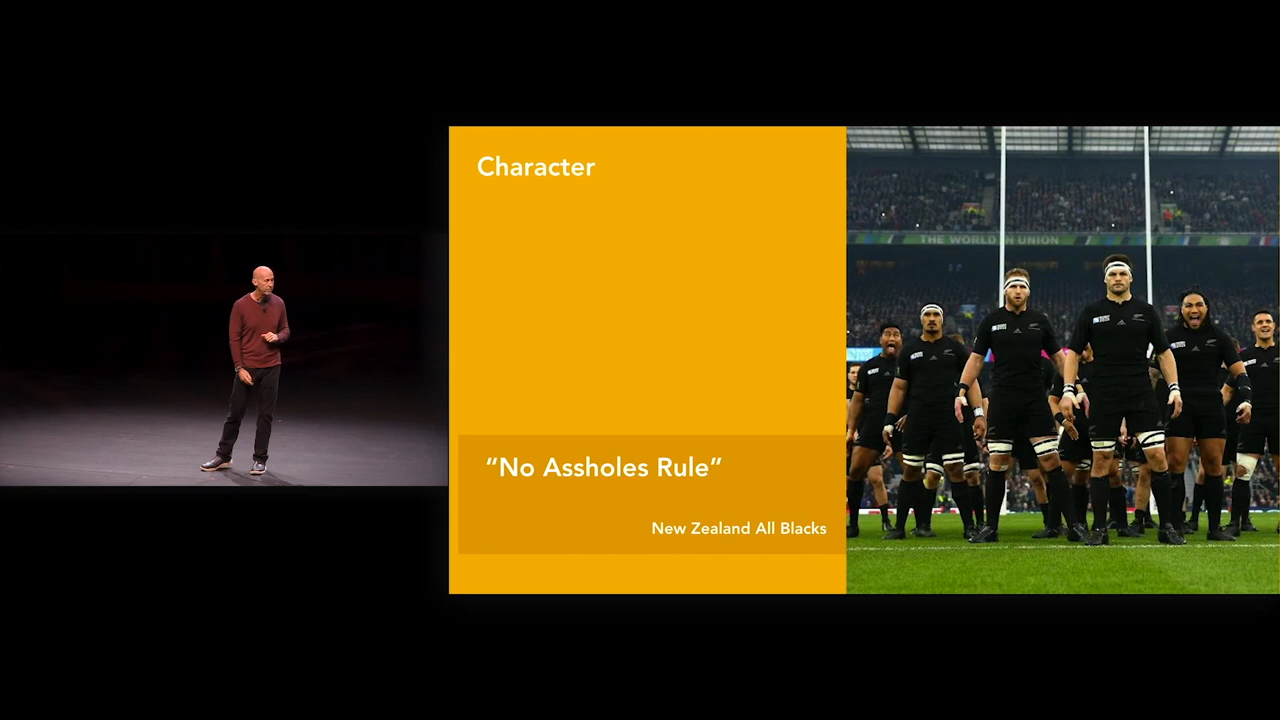 Character
“No Assholes Rule”
New Zealand All Blacks
THE WORLD IN UNION